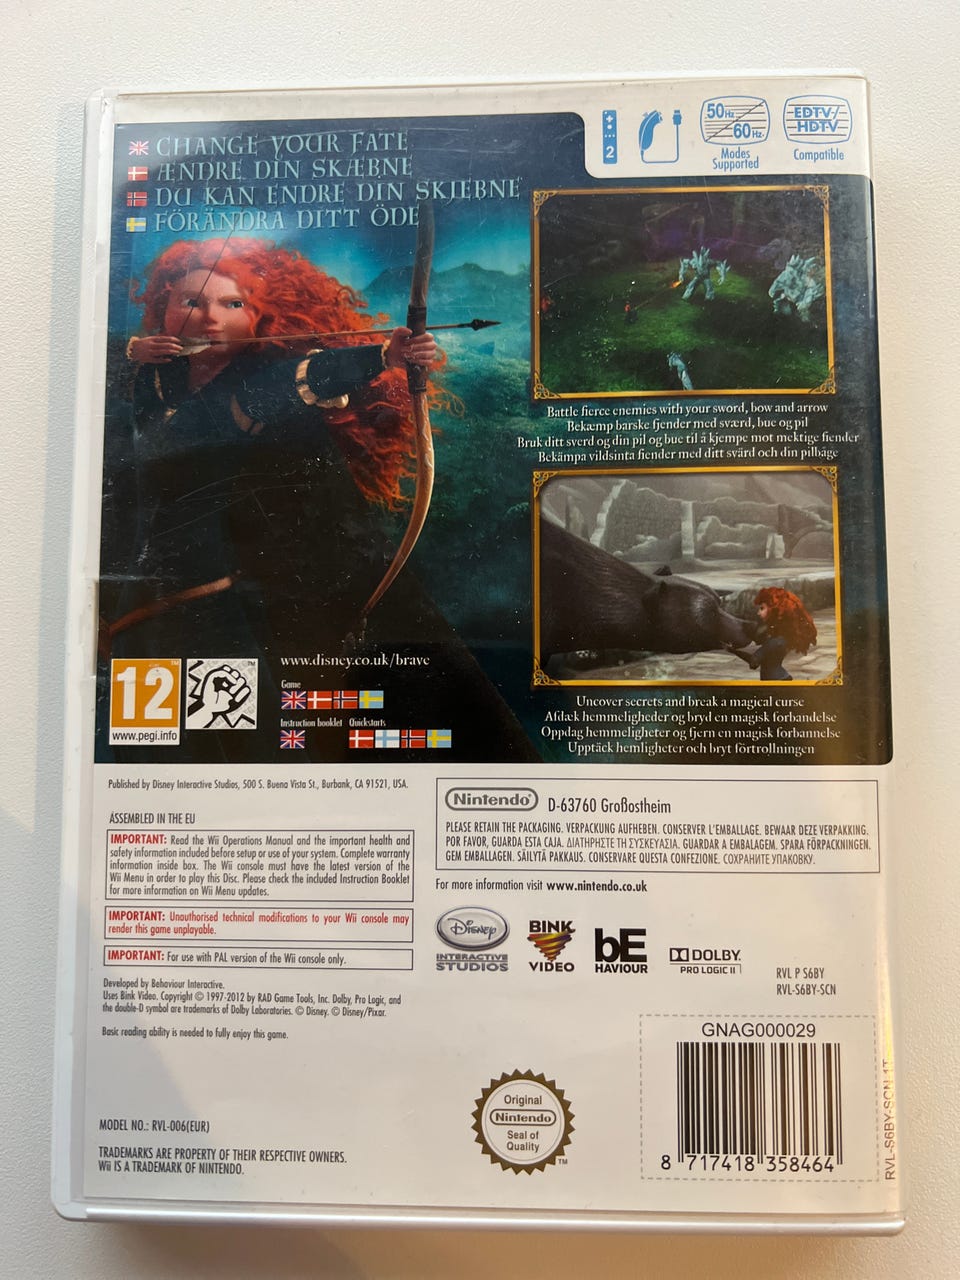 CHANGE YOUR FATE
ÆNDRE DIN SKÆBNE
DU KAN ENDRE DIN SKJEBNE
FÖRÄNDRA DITT ÖDE
2
50Hz
60Hz
Modes
Supported
EDTV/
HDTV
Compatible
Battle fierce enemies with your sword, bow and arrow
Bekæmp barske fjender med sværd, bue og pil
Bruk ditt sverd og din pil og bue til å kjempe mot mektige fiender
Bekämpa vildsinta fiender med ditt svärd och din pilbåge
Uncover secrets and break a magical curse
Afdæk hemmeligheder og bryd en magisk forbandelse
Oppdag hemmeligheter og fjern en magisk forbannelse
Upptäck hemligheter och bryt förtrollningen
12
www.pegi.info
www.disney.co.uk/brave
Game
Instruction booklet Quickstarts
Published by Disney Interactive Studios, 500 S. Buena Vista St., Burbank, CA 91521, USA.
ASSEMBLED IN THE EU
IMPORTANT: Read the Wii Operations Manual and the important health and
safety information included before setup or use of your system. Complete warranty
information inside box. The Wii console must have the latest version of the
Wii Menu in order to play this Disc. Please check the included Instruction Booklet
for more information on Wii Menu updates.
IMPORTANT: Unauthorised technical modifications to your Wii console may
render this game unplayable.
IMPORTANT: For use with PAL version of the Wii console only.
Developed by Behaviour Interactive.
Uses Bink Video. Copyright © 1997-2012 by RAD Game Tools, Inc. Dolby, Pro Logic, and
the double-D symbol are trademarks of Dolby Laboratories. © Disney. © Disney/Pixar.
Basic reading ability is needed to fully enjoy this game.
MODEL NO.: RVL-006(EUR)
TRADEMARKS ARE PROPERTY OF THEIR RESPECTIVE OWNERS.
Wii IS A TRADEMARK OF NINTENDO.
Nintendo® D-63760 Großostheim
PLEASE RETAIN THE PACKAGING. VERPACKUNG AUFHEBEN. CONSERVER L'EMBALLAGE. BEWAAR DEZE VERPAKKING.
POR FAVOR, GUARDA ESTA CAJA. ΔΙΑΤΗΡΗΣΤΕ ΤΗ ΣΥΣΚΕΥΑΣΙΑ. GUARDAR A EMBALAGEM. SPARA FÖRPACKNINGEN.
GEM EMBALLAGEN. SÄILYTÄ PAKKAUS. CONSERVARE QUESTA CONFEZIONE. СОХРАНИТЕ УПАКОВКУ.
For more information visit www.nintendo.co.uk
Disney
INTERACTIVE
STUDIOS
BINK
VIDEO
bE
HAVIOUR
DOLBY
PRO LOGIC II
RVL P S6BY
RVL-S6BY-SCN
Original
Nintendo
Seal of
Quality
TM
GNAG000029
8 717418 358464
RVL-S6BY-SCN-1T